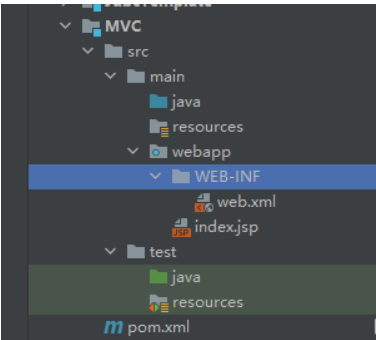 MVC
src
main
java
resources
webapp
WEB-INF
web.xml
index.jsp
test
java
resources
pom.xml